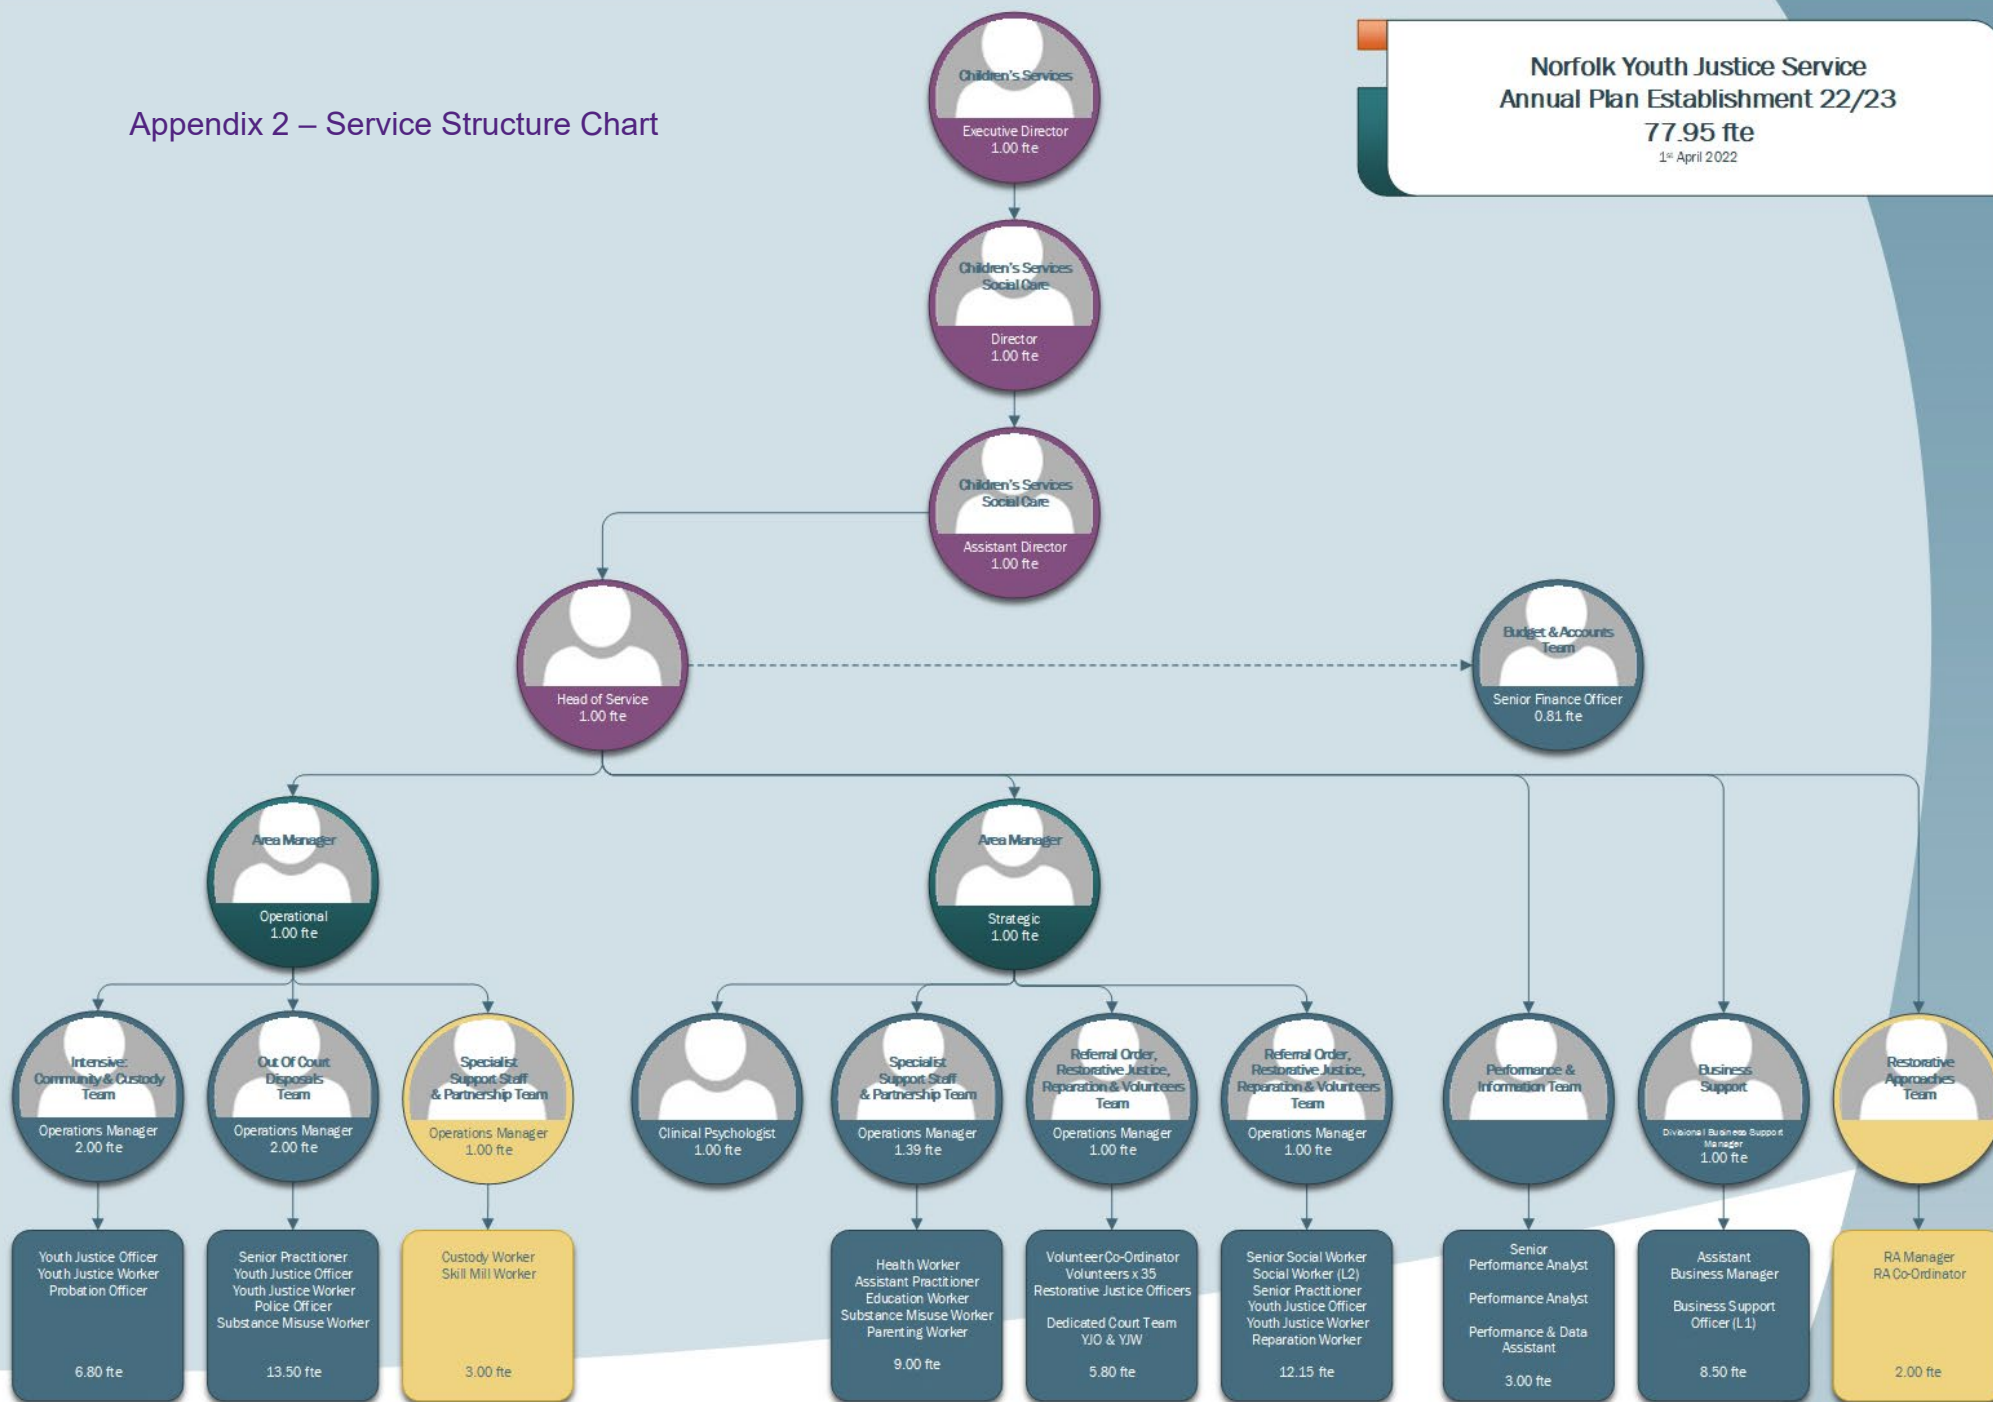 Appendix 2 – Service Structure Chart
Norfolk Youth Justice Service
Annual Plan Establishment 22/23
77.95 fte
1st April 2022
Children's Services
Executive Director
1.00 fte
Children's Services
Social Care
Director
1.00 fte
Children's Services
Social Care
Assistant Director
1.00 fte
Head of Service
1.00 fte
Budget & Accounts
Team
Senior Finance Officer
0.81 fte
Area Manager
Operational
1.00 fte
Area Manager
Strategic
1.00 fte
Intensive:
Community & Custody
Team
Operations Manager
2.00 fte
Out Of Court
Disposals
Team
Operations Manager
2.00 fte
Specialist
Support Staff
& Partnership Team
Operations Manager
1.00 fte
Clinical Psychologist
1.00 fte
Specialist
Support Staff
& Partnership Team
Operations Manager
1.39 fte
Referral Order,
Restorative Justice,
Reparation & Volunteers
Team
Operations Manager
1.00 fte
Referral Order,
Restorative Justice,
Reparation & Volunteers
Team
Operations Manager
1.00 fte
Performance &
Information Team
Business
Support
Divisional Business Support
Manager
1.00 fte
Restorative
Approaches
Team
Youth Justice Officer
Youth Justice Worker
Probation Officer
6.80 fte
Senior Practitioner
Youth Justice Officer
Youth Justice Worker
Police Officer
Substance Misuse Worker
13.50 fte
Custody Worker
Skill Mill Worker
3.00 fte
Health Worker
Assistant Practitioner
Education Worker
Substance Misuse Worker
Parenting Worker
9.00 fte
Volunteer Co-Ordinator
Volunteers x 35
Restorative Justice Officers
Dedicated Court Team
YJO & YJW
5.80 fte
Senior Social Worker
Social Worker (L2)
Senior Practitioner
Youth Justice Officer
Youth Justice Worker
Reparation Worker
12.15 fte
Senior
Performance Analyst
Performance Analyst
Performance & Data
Assistant
3.00 fte
Assistant
Business Manager
Business Support
Officer (L1)
8.50 fte
RA Manager
RA Co-Ordinator
2.00 fte